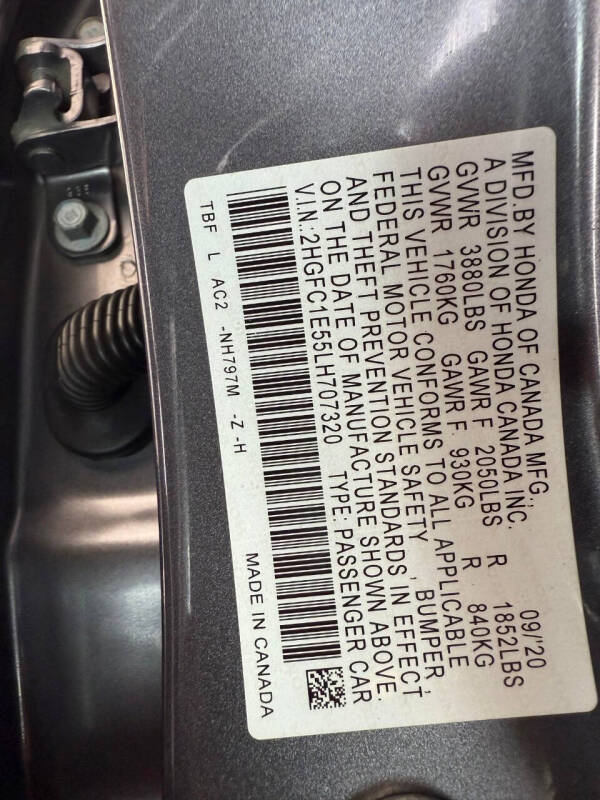 MFD.BY HONDA OF CANADA MFG., 09/'20
A DIVISION OF HONDA CANADA INC.
GVWR 3880LBS GAWR F 2050LBS R 1852LBS
GVWR 1760KG GAWR F. 930KG R 840KG
THIS VEHICLE CONFORMS TO ALL APPLICABLE
FEDERAL MOTOR VEHICLE SAFETY , BUMPER,
AND THEFT PREVENTION STANDARDS IN EFFECT
ON THE DATE OF MANUFACTURE SHOWN ABOVE.
V.I.N.:2HGFC1E55LH707320 TYPE: PASSENGER CAR
TBF L AC2 -NH797M -Z -H MADE IN CANADA